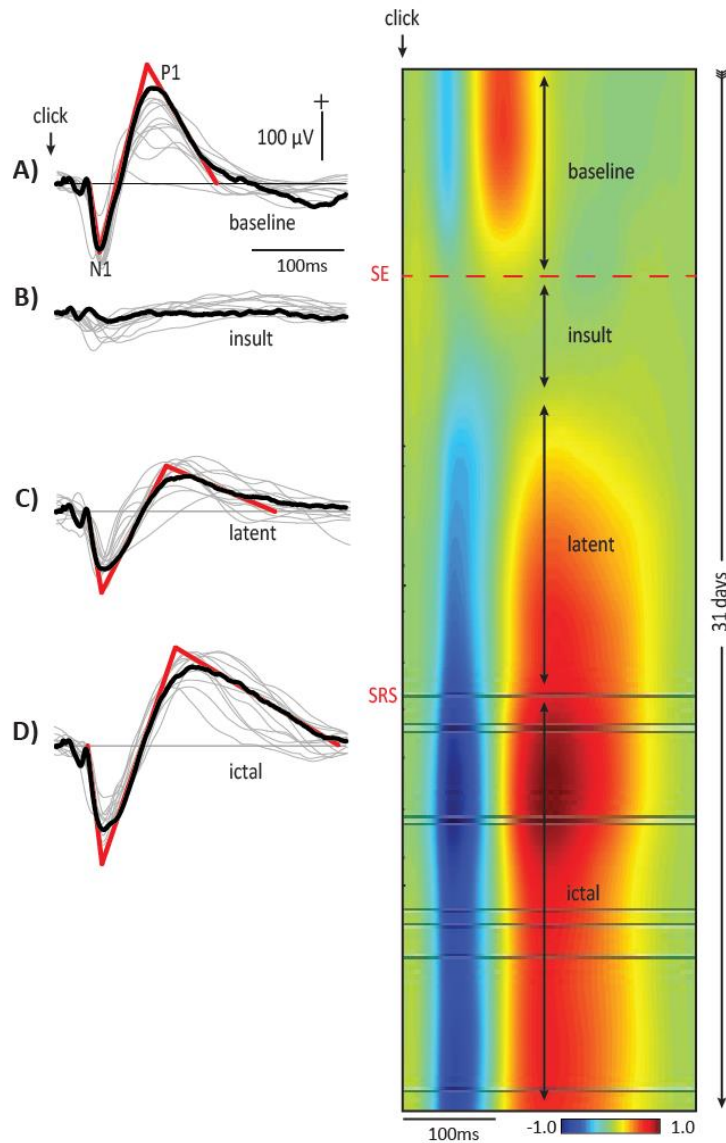 click
P1
+
100 µV
click
A)
baseline
N1
100ms
B)
insult
C)
latent
D)
ictal
click
baseline
SE
insult
latent
31 days
SRS
ictal
100ms
-1.0
1.0